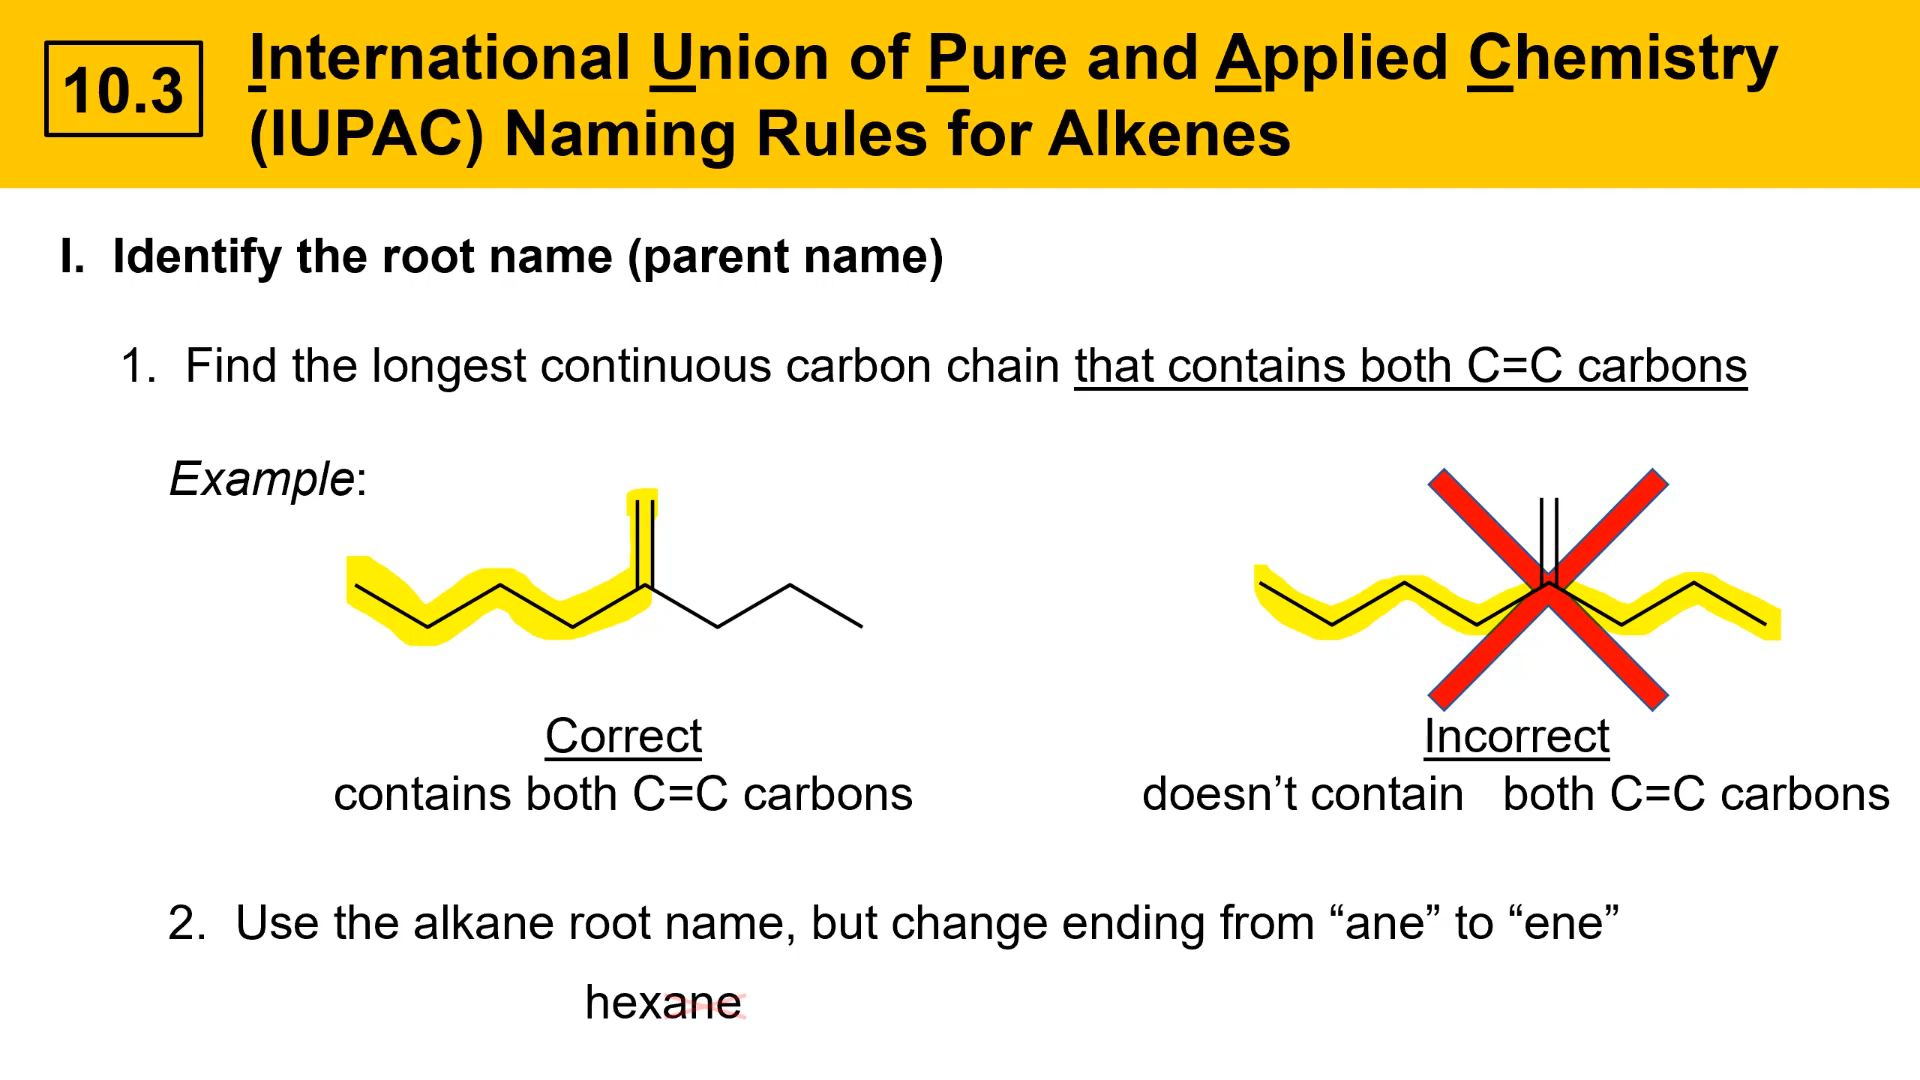 10.3
International Union of Pure and Applied Chemistry
(IUPAC) Naming Rules for Alkenes
I. Identify the root name (parent name)
1. Find the longest continuous carbon chain that contains both C=C carbons
Example:
Correct
contains both C=C carbons
Incorrect
doesn’t contain both C=C carbons
2. Use the alkane root name, but change ending from “ane” to “ene”
hexane